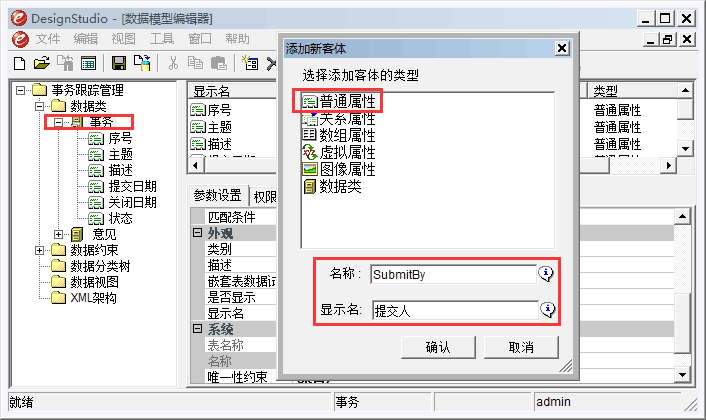 DesignStudio - [数据模型编辑器]
文件 编辑 视图 工具 窗口 帮助
事务跟踪管理
数据类
事务
序号
主题
描述
提交日期
关闭日期
状态
意见
数据约束
数据分类树
数据视图
XML架构
显示名
类型
序号
普通属性
主题
普通属性
描述
普通属性
提交日期
普通属性
参数设置
权限
匹配条件
外观
类别
描述
是否显示
显示名
系统
表名称
名称
唯一性约束
添加新客体
选择添加客体的类型
普通属性
关系属性
数组属性
虚拟属性
图像属性
数据类
名称:
SubmitBy
显示名:
提交人
确认
取消
就绪
事务
admin